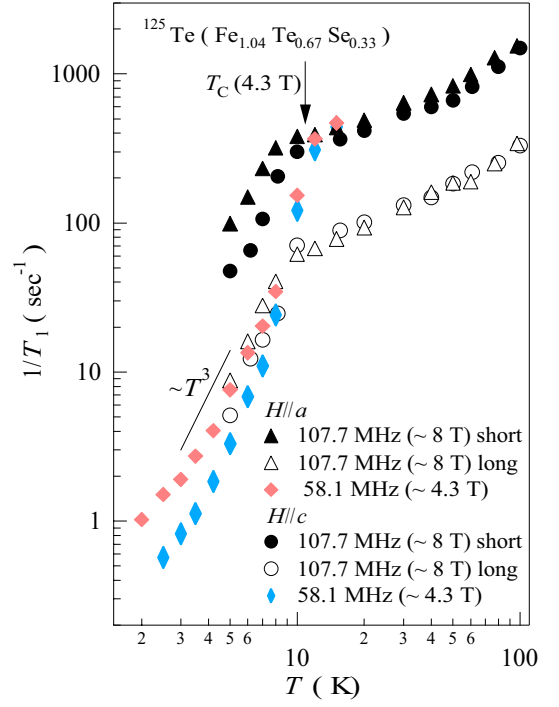 ¹²⁵Te ( Fe₁.₀₄ Te₀.₆₇ Se₀.₃₃)
T_C (4.3 T)
1000
100
10
1
1/T₁ ( sec⁻¹ )
~T³
H//a
107.7 MHz (~ 8 T) short
107.7 MHz (~ 8 T) long
58.1 MHz (~ 4.3 T)
H//c
107.7 MHz (~ 8 T) short
107.7 MHz (~ 8 T) long
58.1 MHz (~ 4.3 T)
2 3 4 5 6 10 2 3 4 5 6 100
T ( K)